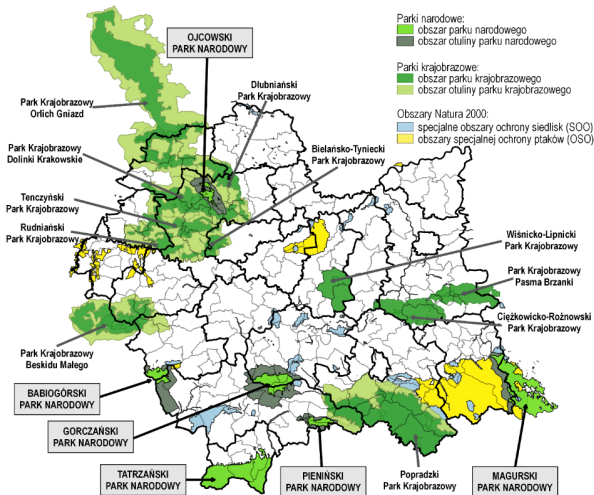 OJCOWSKI
PARK NARODOWY
Parki narodowe:
obszar parku narodowego
obszar otuliny parku narodowego
Parki krajobrazowe:
obszar parku krajobrazowego
obszar otuliny parku krajobrazowego
Obszary Natura 2000:
specjalne obszary ochrony siedlisk (SOO)
obszary specjalnej ochrony ptaków (OSO)
Dłubniański
Park Krajobrazowy
Park Krajobrazowy
Orlich Gniazd
Park Krajobrazowy
Dolinki Krakowskie
Bielańsko-Tyniecki
Park Krajobrazowy
Tenczyński
Park Krajobrazowy
Rudniański
Park Krajobrazowy
Wiśnicko-Lipnicki
Park Krajobrazowy
Park Krajobrazowy
Pasma Brzanki
Ciężkowicko-Rożnowski
Park Krajobrazowy
Park Krajobrazowy
Beskidu Małego
BABIOGÓRSKI
PARK NARODOWY
GORCZAŃSKI
PARK NARODOWY
TATRZAŃSKI
PARK NARODOWY
PIENIŃSKI
PARK NARODOWY
Popradzki
Park Krajobrazowy
MAGURSKI
PARK NARODOWY